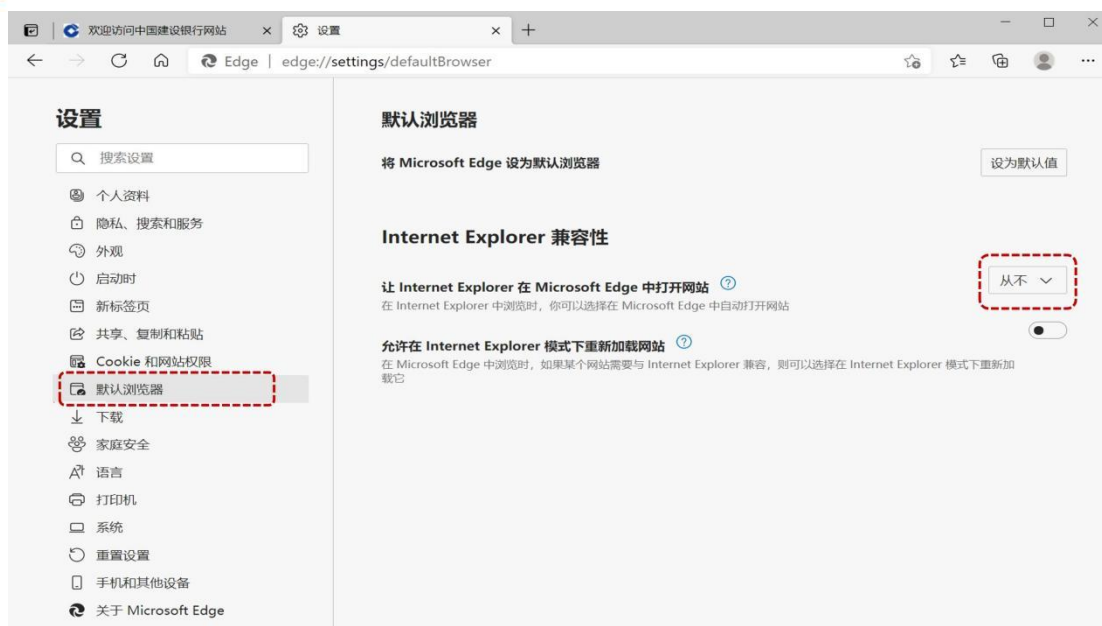 欢迎访问中国建设银行网站
设置
Edge | edge://settings/defaultBrowser
设置
搜索设置
个人资料
隐私、搜索和服务
外观
启动时
新标签页
共享、复制和粘贴
Cookie 和网站权限
默认浏览器
下载
家庭安全
语言
打印机
系统
重置设置
手机和其他设备
关于 Microsoft Edge
默认浏览器
将 Microsoft Edge 设为默认浏览器
设为默认值
Internet Explorer 兼容性
让 Internet Explorer 在 Microsoft Edge 中打开网站
从不
在 Internet Explorer 中浏览时，你可以选择在 Microsoft Edge 中自动打开网站
允许在 Internet Explorer 模式下重新加载网站
在 Microsoft Edge 中浏览时，如果某个网站需要与 Internet Explorer 兼容，则可以选择在 Internet Explorer 模式下重新加
载它